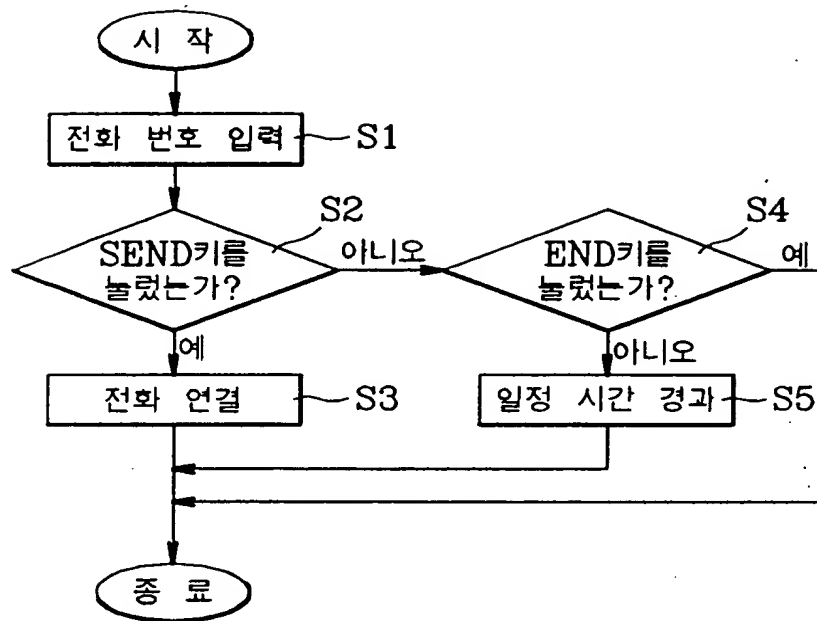 시 작
전화 번호 입력
S1
S2
SEND키를
눌렀는가?
아니오
S4
END키를
눌렀는가?
예
예
아니오
전화 연결
S3
일정 시간 경과
S5
종 료